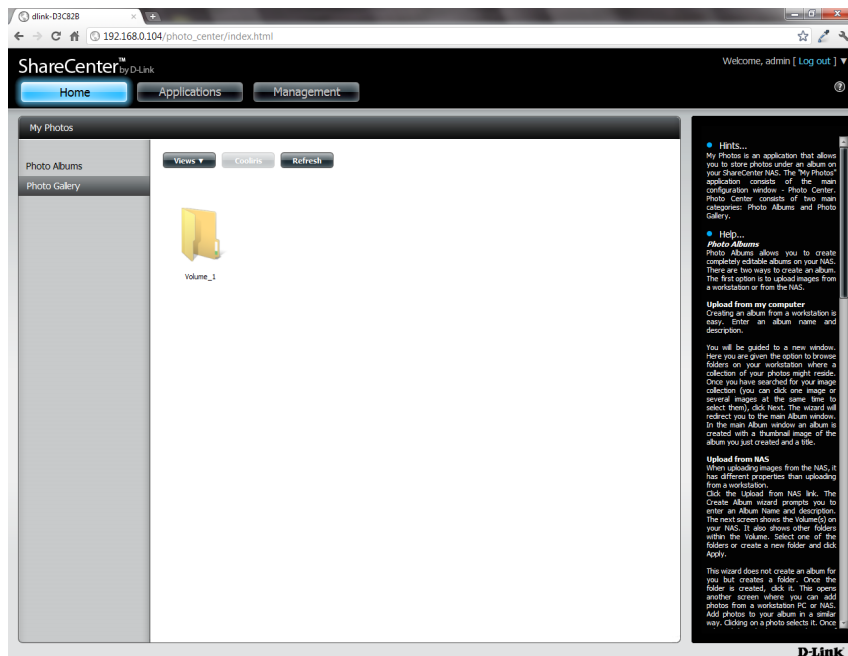 dlink-D3C82B
192.168.0.104/photo_center/index.html
ShareCenter™ by D-Link
Welcome, admin [ Log out ]
Home
Applications
Management
My Photos
Photo Albums
Photo Gallery
Views
Cooliris
Refresh
Volume_1
Hints...
My Photos is an application that allows
you to store photos under an album on
your ShareCenter NAS. The "My Photos"
application consists of the main
configuration window - Photo Center.
Photo Center consists of two main
categories: Photo Albums and Photo
Gallery.
Help...
Photo Albums
Photo Albums allows you to create
completely editable albums on your NAS.
There are two ways to create an album.
The first option is to upload images from
a workstation or from the NAS.
Upload from my computer
Creating an album from a workstation is
easy. Enter an album name and
description.
You will be guided to a new window.
Here you are given the option to browse
folders on your workstation where a
collection of your photos might reside.
Once you have searched for your image
collection (you can click one image or
several images at the same time to
select them), click Next. The wizard will
redirect you to the main Album window.
In the main Album window an album is
created with a thumbnail image of the
album you just created and a title.
Upload from NAS
When uploading images from the NAS, it
has different properties than uploading
from a workstation.
Click the Upload from NAS link. The
Create Album wizard prompts you to
enter an Album Name and description.
The next screen shows the Volume(s) on
your NAS. It also shows other folders
within the Volume. Select one of the
folders or create a new folder and click
Apply.
This wizard does not create an album for
you but creates a folder. Once the
folder is created, click it. This opens
another screen where you can add
photos from a workstation PC or NAS.
Add photos to your album in a similar
way. Clicking on a photo selects it. Once
D-Link